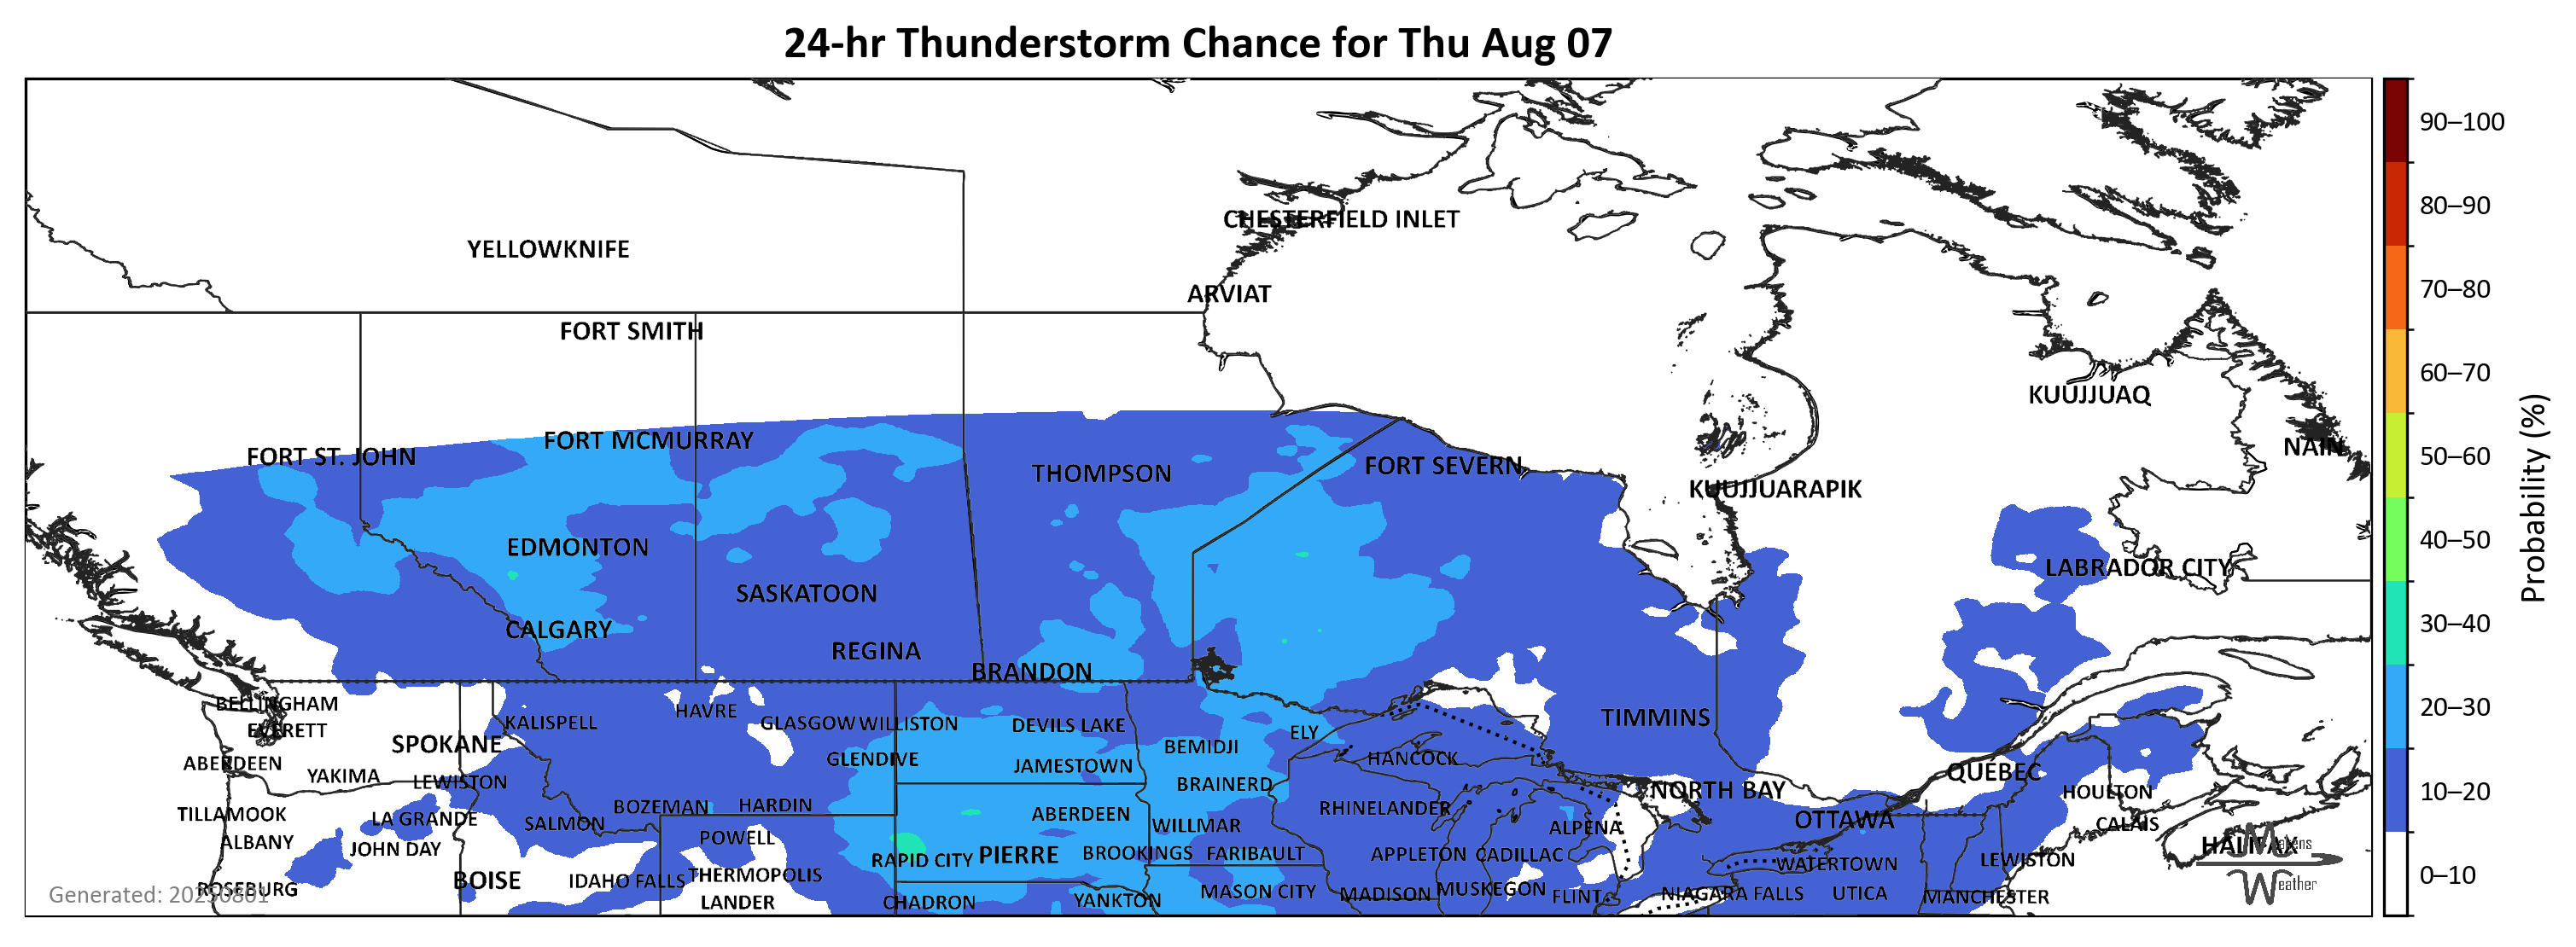 24-hr Thunderstorm Chance for Thu Aug 07
90–100
80–90
CHESTERFIELD INLET
YELLOWKNIFE
70–80
ARVIAT
FORT SMITH
60–70
KUUJJUAQ
FORT MCMURRAY
NAIN
FORT ST. JOHN
50–60
THOMPSON
FORT SEVERN
KUUJJUARAPIK
Probability (%)
40–50
EDMONTON
LABRADOR CITY
SASKATOON
30–40
CALGARY
REGINA
BRANDON
BELLINGHAM
20–30
HAVRE
KALISPELL
GLASGOW WILLISTON
DEVILS LAKE
TIMMINS
EVERETT
ELY
SPOKANE
BEMIDJI
ABERDEEN
GLENDIVE
JAMESTOWN
HANCOCK
QUÉBEC
YAKIMA
LEWISTON
BRAINERD
NORTH BAY
HOULTON
10–20
BOZEMAN
HARDIN
RHINELANDER
TILLAMOOK
LA GRANDE
SALMON
ABERDEEN
WILLMAR
ALPENA
OTTAWA
CALAIS
ALBANY
JOHN DAY
POWELL
RAPID CITY
PIERRE
BROOKINGS
FARIBAULT
APPLETON
CADILLAC
WATERTOWN
LEWISTON
HALIFAX
Makens
Weather
0–10
BOISE
IDAHO FALLS
THERMOPOLIS
ROSEBURG
Generated: 20250801
LANDER
CHADRON
YANKTON
MASON CITY
MADISON
MUSKEGON
FLINT
NIAGARA FALLS
UTICA
MANCHESTER